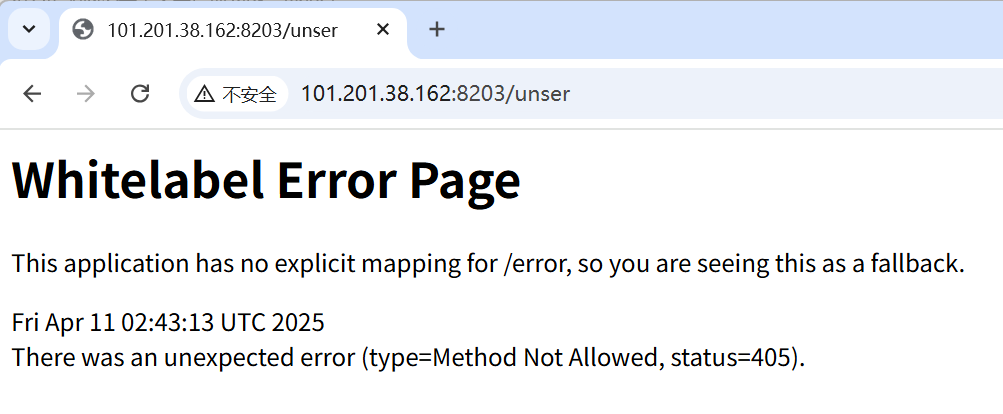 101.201.38.162:8203/unser
不安全 101.201.38.162:8203/unser
Whitelabel Error Page
This application has no explicit mapping for /error, so you are seeing this as a fallback.
Fri Apr 11 02:43:13 UTC 2025
There was an unexpected error (type=Method Not Allowed, status=405).